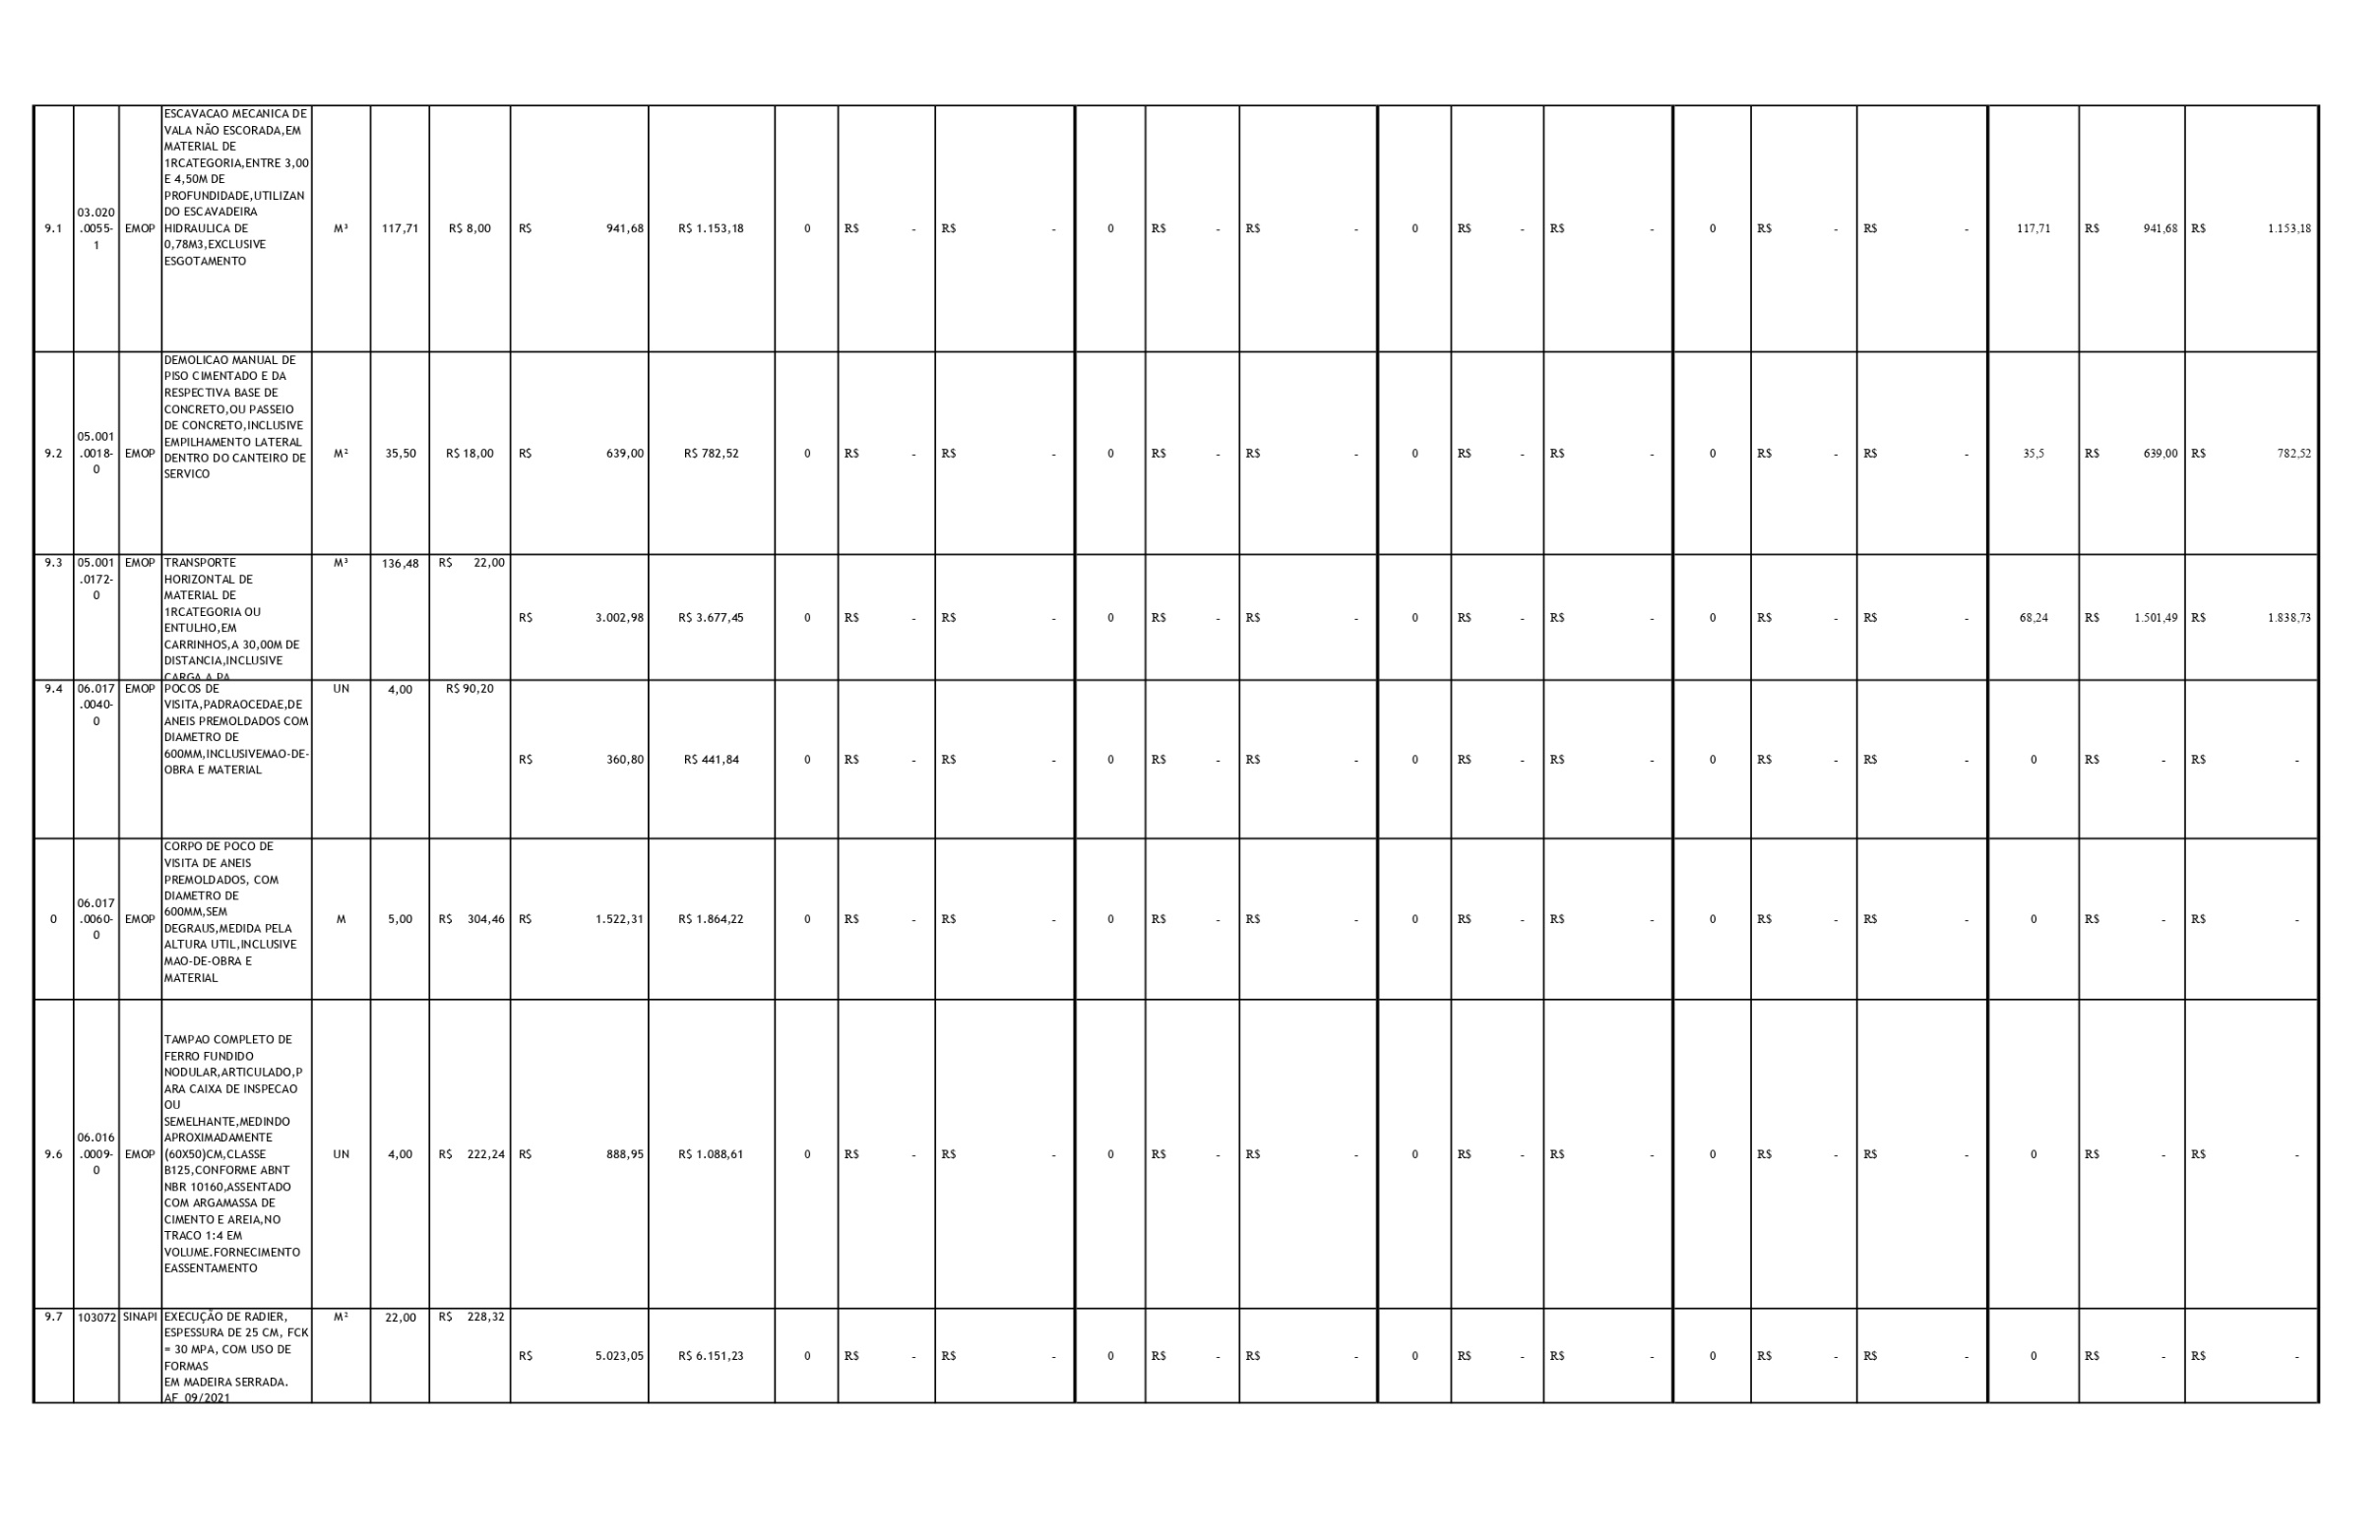 ESCAVACAO MECANICA DE
VALA NÃO ESCORADA,EM
MATERIAL DE
1RCATEGORIA,ENTRE 3,00
E 4,50M DE
PROFUNDIDADE,UTILIZAN
03.020 DO ESCAVADEIRA
9.1 .0055- EMOP HIDRAULICA DE M³ 117,71 R$ 8,00 R$ 941,68 R$ 1.153,18 0 R$ - R$ - 0 R$ - R$ - 0 R$ - R$ - 0 R$ - R$ - 117,71 R$ 941,68 R$ 1.153,18
1 0,78M3,EXCLUSIVE
ESGOTAMENTO
DEMOLICAO MANUAL DE
PISO CIMENTADO E DA
RESPECTIVA BASE DE
CONCRETO,OU PASSEIO
DE CONCRETO,INCLUSIVE
05.001 EMPILHAMENTO LATERAL
9.2 .0018- EMOP DENTRO DO CANTEIRO DE M² 35,50 R$ 18,00 R$ 639,00 R$ 782,52 0 R$ - R$ - 0 R$ - R$ - 0 R$ - R$ - 0 R$ - R$ - 35,5 R$ 639,00 R$ 782,52
0 SERVICO
9.3 05.001 EMOP TRANSPORTE M³ 136,48 R$ 22,00
.0172- HORIZONTAL DE
0 MATERIAL DE
1RCATEGORIA OU
ENTULHO,EM R$ 3.002,98 R$ 3.677,45 0 R$ - R$ - 0 R$ - R$ - 0 R$ - R$ - 0 R$ - R$ - 68,24 R$ 1.501,49 R$ 1.838,73
CARRINHOS,A 30,00M DE
DISTANCIA,INCLUSIVE
CARGA A PA
9.4 06.017 EMOP POCOS DE UN 4,00 R$ 90,20
.0040- VISITA,PADRAOCEDAE,DE
0 ANEIS PREMOLDADOS COM
DIAMETRO DE
600MM,INCLUSIVEMAO-DE-
OBRA E MATERIAL R$ 360,80 R$ 441,84 0 R$ - R$ - 0 R$ - R$ - 0 R$ - R$ - 0 R$ - R$ - 0 R$ - R$ -
CORPO DE POCO DE
VISITA DE ANEIS
PREMOLDADOS, COM
DIAMETRO DE
06.017 600MM,SEM
0 .0060- EMOP DEGRAUS,MEDIDA PELA M 5,00 R$ 304,46 R$ 1.522,31 R$ 1.864,22 0 R$ - R$ - 0 R$ - R$ - 0 R$ - R$ - 0 R$ - R$ - 0 R$ - R$ -
0 ALTURA UTIL,INCLUSIVE
MAO-DE-OBRA E
MATERIAL
TAMPAO COMPLETO DE
FERRO FUNDIDO
NODULAR,ARTICULADO,P
ARA CAIXA DE INSPECAO
OU
SEMELHANTE,MEDINDO
06.016 APROXIMADAMENTE
9.6 .0009- EMOP (60X50)CM,CLASSE UN 4,00 R$ 222,24 R$ 888,95 R$ 1.088,61 0 R$ - R$ - 0 R$ - R$ - 0 R$ - R$ - 0 R$ - R$ - 0 R$ - R$ -
0 B125,CONFORME ABNT
NBR 10160,ASSENTADO
COM ARGAMASSA DE
CIMENTO E AREIA,NO
TRACO 1:4 EM
VOLUME.FORNECIMENTO
EASSENTAMENTO
9.7 103072 SINAPI EXECUÇÃO DE RADIER, M² 22,00 R$ 228,32
ESPESSURA DE 25 CM, FCK
= 30 MPA, COM USO DE
FORMAS R$ 5.023,05 R$ 6.151,23 0 R$ - R$ - 0 R$ - R$ - 0 R$ - R$ - 0 R$ - R$ - 0 R$ - R$ -
EM MADEIRA SERRADA.
AF_09/2021